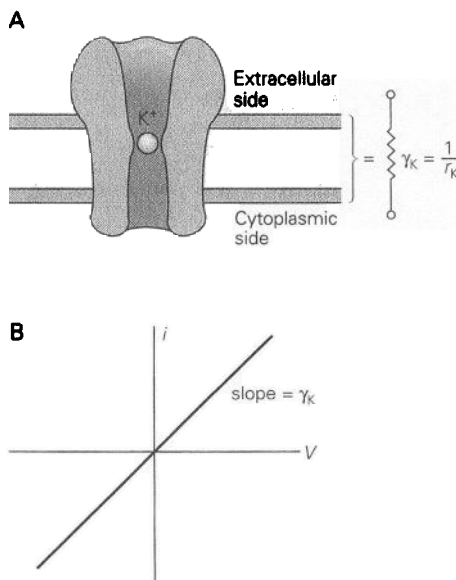 A
Extracellular
side
K+
} = γK = 1/rK
Cytoplasmic
side
B
i
slope = γK
V